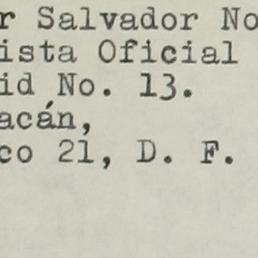 r Salvador No
ista Oficial
id No. 13.
acán,
co 21, D. F.